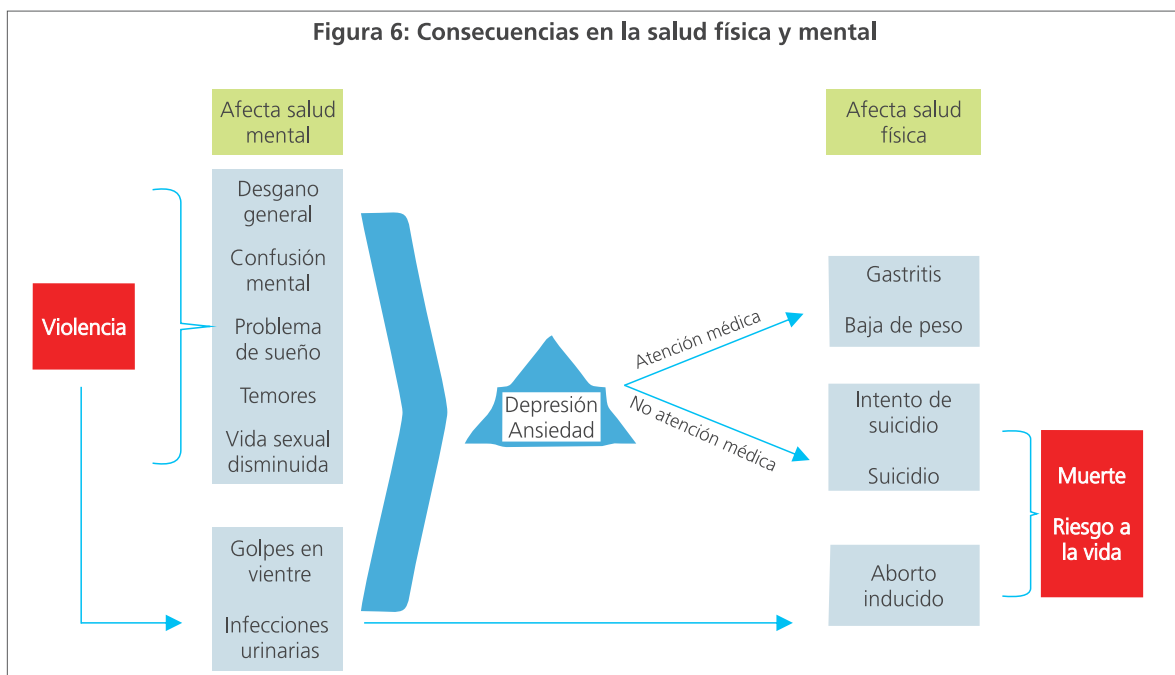 Figura 6: Consecuencias en la salud física y mental
Afecta salud
mental
Afecta salud
física
Violencia
Desgano
general
Confusión
mental
Problema
de sueño
Temores
Vida sexual
disminuida
Golpes en
vientre
Infecciones
urinarias
Depresión
Ansiedad
Atención médica
No atención médica
Gastritis
Baja de peso
Intento de
suicidio
Suicidio
Aborto
inducido
Muerte
Riesgo a
la vida